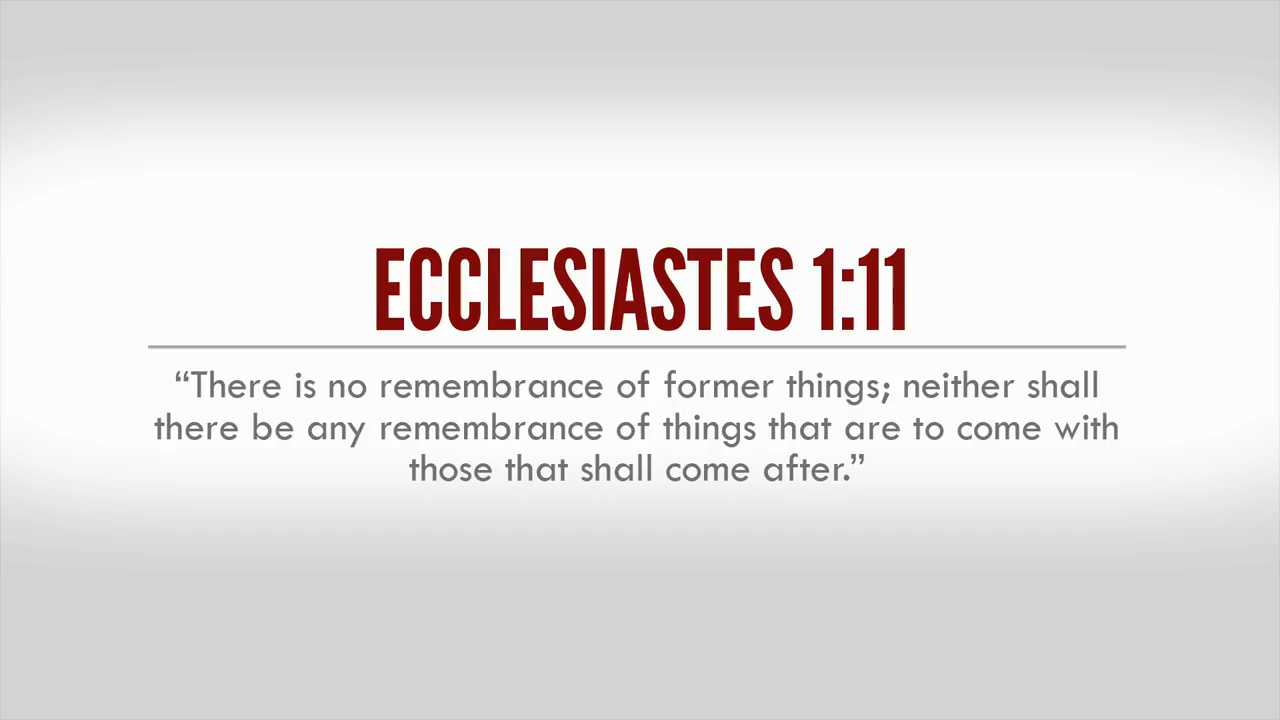 ECCLESIASTES 1:11
“There is no remembrance of former things; neither shall
there be any remembrance of things that are to come with
those that shall come after.”